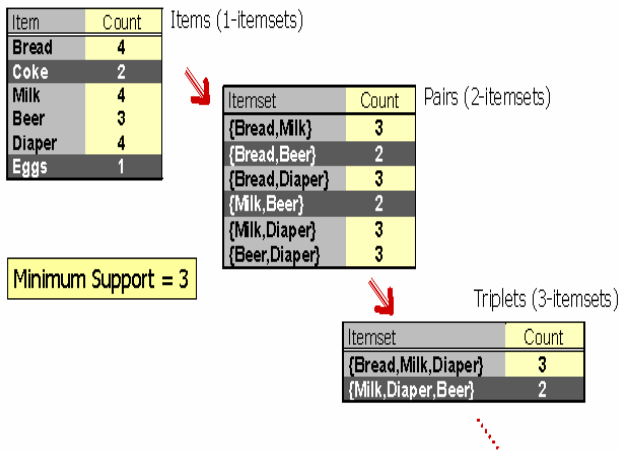 Item Count
Bread 4
Coke 2
Milk 4
Beer 3
Diaper 4
Eggs 1
Items (1-itemsets)
Itemset Count
{Bread,Milk} 3
{Bread,Beer} 2
{Bread,Diaper} 3
{Milk,Beer} 2
{Milk,Diaper} 3
{Beer,Diaper} 3
Pairs (2-itemsets)
Minimum Support = 3
Triplets (3-itemsets)
Itemset Count
{Bread,Milk,Diaper} 3
{Milk,Diaper,Beer} 2